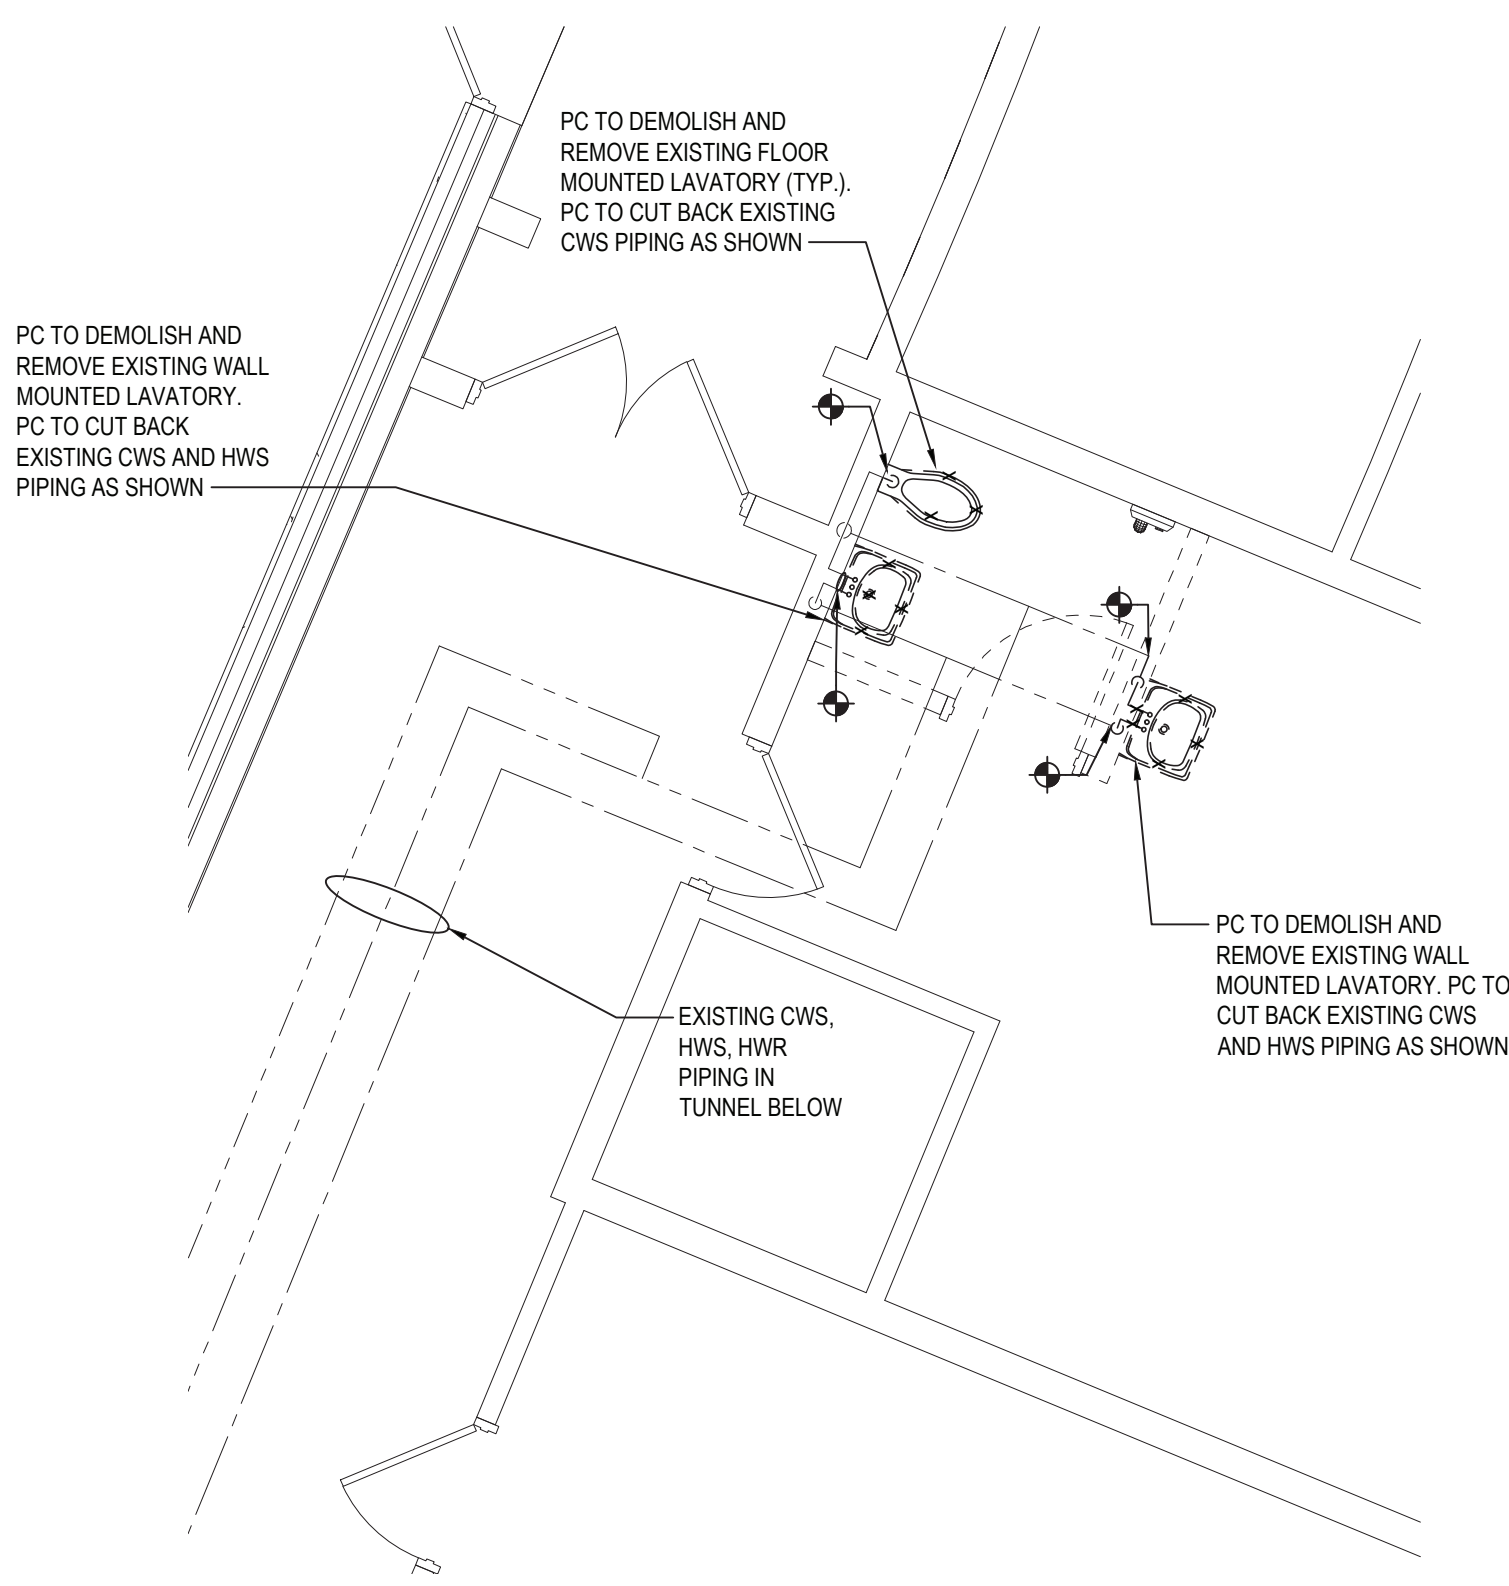 PC TO DEMOLISH AND
REMOVE EXISTING FLOOR
MOUNTED LAVATORY (TYP.).
PC TO CUT BACK EXISTING
CWS PIPING AS SHOWN
PC TO DEMOLISH AND
REMOVE EXISTING WALL
MOUNTED LAVATORY.
PC TO CUT BACK
EXISTING CWS AND HWS
PIPING AS SHOWN
PC TO DEMOLISH AND
REMOVE EXISTING WALL
MOUNTED LAVATORY. PC TO
CUT BACK EXISTING CWS
AND HWS PIPING AS SHOWN
EXISTING CWS,
HWS, HWR
PIPING IN
TUNNEL BELOW